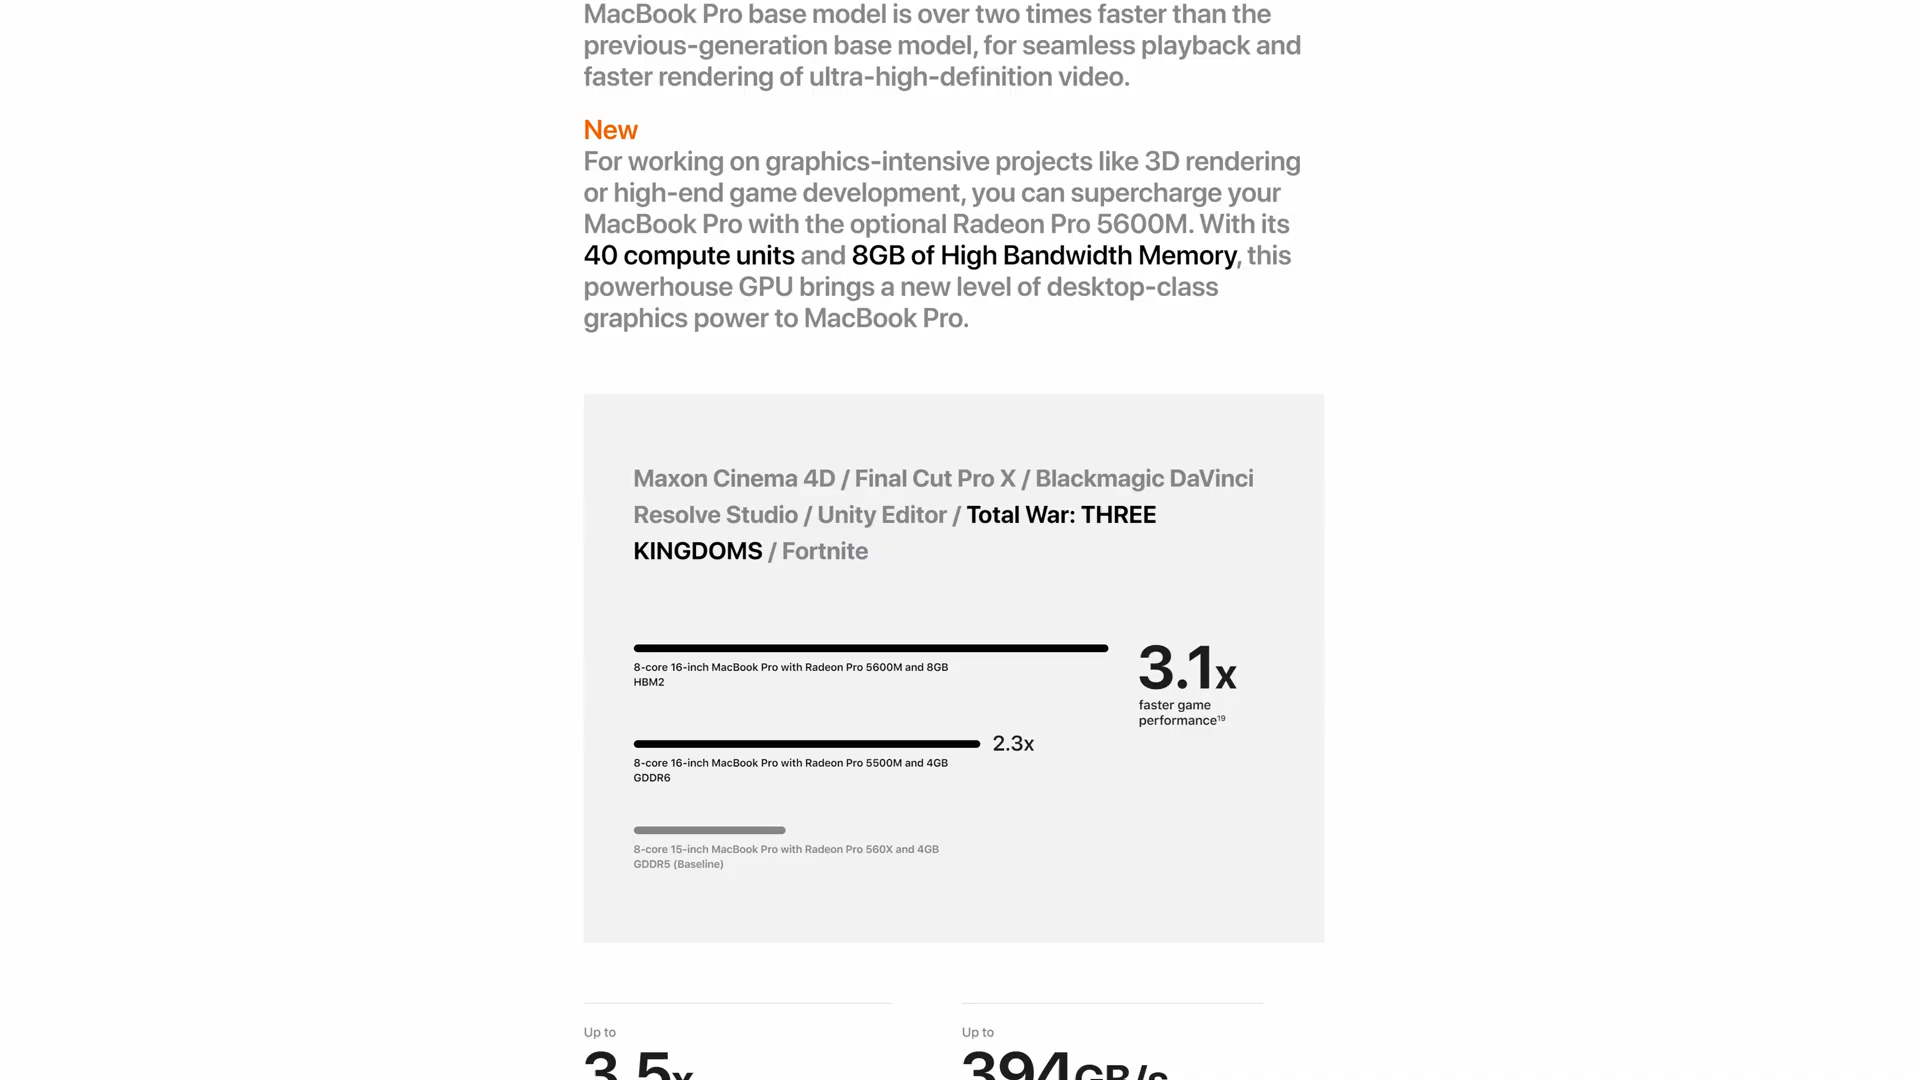 MacBook Pro base model is over two times faster than the
previous-generation base model, for seamless playback and
faster rendering of ultra-high-definition video.
New
For working on graphics-intensive projects like 3D rendering
or high-end game development, you can supercharge your
MacBook Pro with the optional Radeon Pro 5600M. With its
40 compute units and 8GB of High Bandwidth Memory, this
powerhouse GPU brings a new level of desktop-class
graphics power to MacBook Pro.
Maxon Cinema 4D / Final Cut Pro X / Blackmagic DaVinci
Resolve Studio / Unity Editor / Total War: THREE
KINGDOMS / Fortnite
8-core 16-inch MacBook Pro with Radeon Pro 5600M and 8GB
HBM2
3.1x
faster game
performance¹⁹
2.3x
8-core 16-inch MacBook Pro with Radeon Pro 5500M and 4GB
GDDR6
8-core 15-inch MacBook Pro with Radeon Pro 560X and 4GB
GDDR5 (Baseline)
Up to
3.5x
Up to
394GB/s